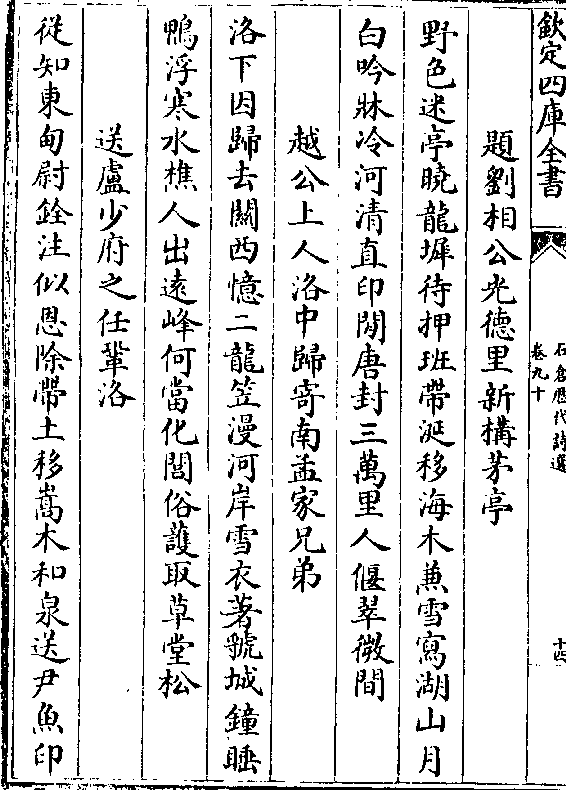 欽定四庫全書
石倉歷代詩選
卷九十
十四
題劉相公光德里新構茅亭
野色迷亭曉龍墀待押班帶涎移海木兼雪寫湖山月
白吟牀冷河清直印閒唐封三萬里人偃翠微間
越公上人洛中歸寄南孟家兄弟
洛下因歸去關西憶二龍笠漫河岸雪衣著虢城鐘睡
鴨浮寒水樵人出遠峰何當化閭俗護取草堂松
送盧少府之任鞏洛
從知東甸尉銓注似恩除帶土移嵩木和泉送尹魚印